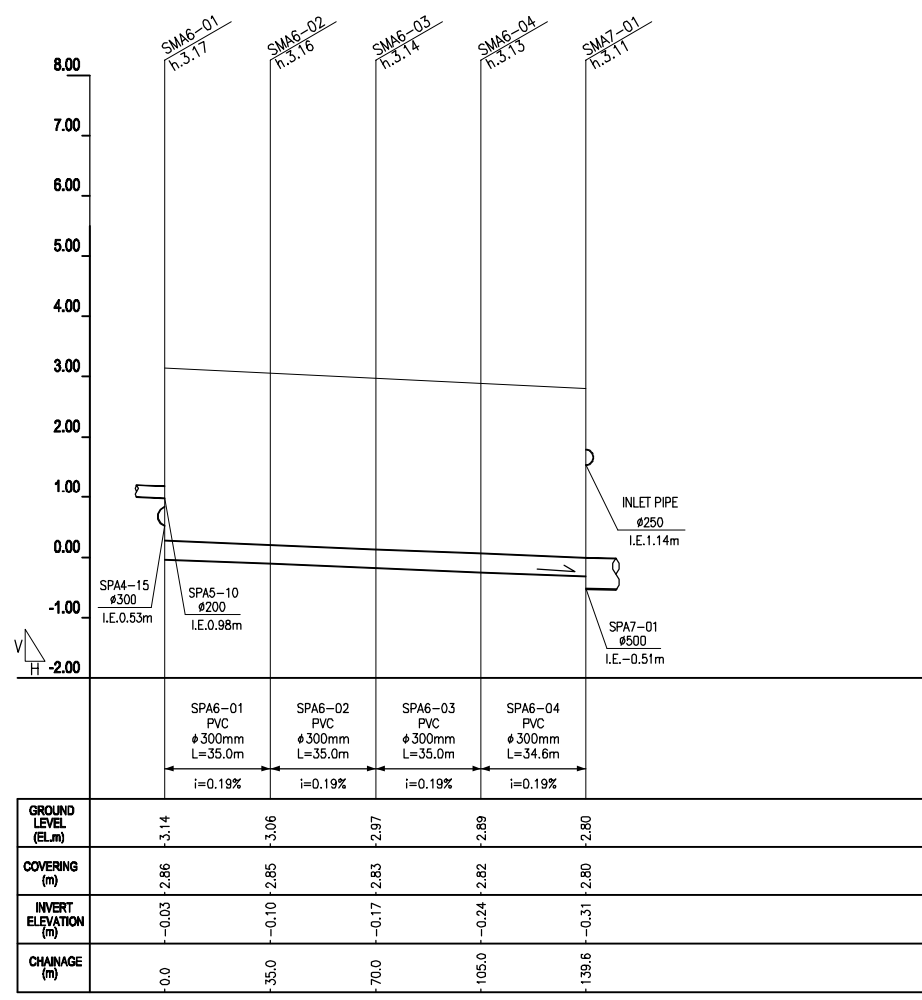 SMA6-01
h.3.17
SMA6-02
h.3.16
SMA6-03
h.3.14
SMA6-04
h.3.13
SMA7-01
h.3.11
8.00
7.00
6.00
5.00
4.00
3.00
2.00
1.00
0.00
-1.00
-2.00
V
H
INLET PIPE
ø250
I.E.1.14m
SPA4-15
ø300
I.E.0.53m
SPA5-10
ø200
I.E.0.98m
SPA7-01
ø500
I.E.-0.51m
SPA6-01
PVC
ø300mm
L=35.0m
i=0.19%
SPA6-02
PVC
ø300mm
L=35.0m
i=0.19%
SPA6-03
PVC
ø300mm
L=35.0m
i=0.19%
SPA6-04
PVC
ø300mm
L=34.6m
i=0.19%
GROUND
LEVEL
(EL.m)
3.14
3.06
2.97
2.89
2.80
COVERING
(m)
2.86
2.85
2.83
2.82
2.80
INVERT
ELEVATION
(m)
-0.03
-0.10
-0.17
-0.24
-0.31
CHAINAGE
(m)
0.0
35.0
70.0
105.0
139.6